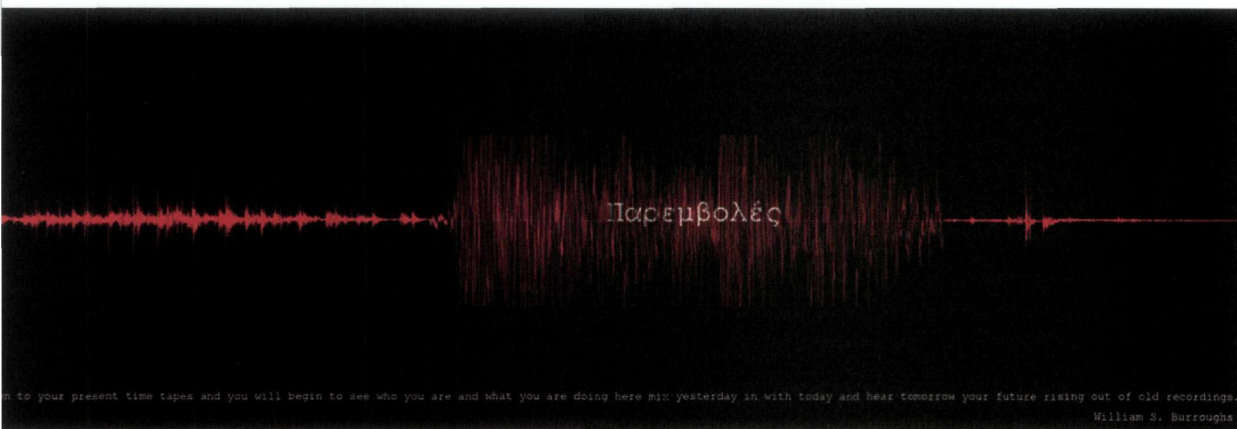 Παρεμβολές
n to your present time tapes and you will begin to see who you are and what you are doing here mix yesterday in with today and hear tomorrow your future rising out of old recordings.
William S. Burroughs